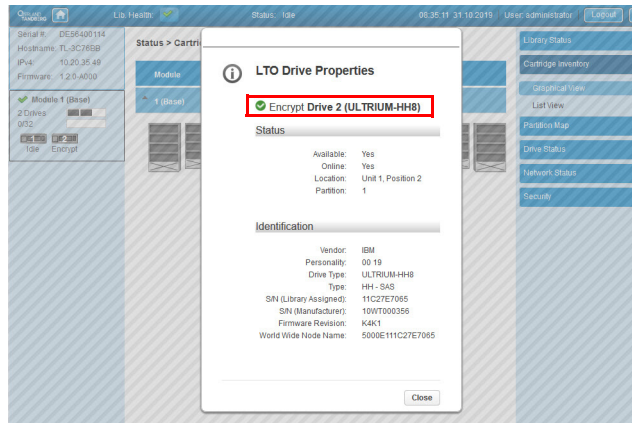 OVERLAND TANDBERG
Lib. Health:
Status: Idle
08:35:11 31.10.2019
User: administrator
Logout
Serial #: DE56400114
Hostname: TL-3C76BB
IPv4: 10.20.35.49
Firmware: 1.2.0-A000
Module 1 (Base)
2 Drives
0/32
1
2
Idle Encrypt
Status > Cartri
Module
1 (Base)
LTO Drive Properties
Encrypt Drive 2 (ULTRIUM-HH8)
Status
Available: Yes
Online: Yes
Location: Unit 1, Position 2
Partition: 1
Identification
Vendor: IBM
Personality: 00 19
Drive Type: ULTRIUM-HH8
Type: HH - SAS
S/N (Library Assigned): 11C27E7065
S/N (Manufacturer): 10WT000356
Firmware Revision: K4K1
World Wide Node Name: 5000E111C27E7065
Close
Library Status
Cartridge Inventory
Graphical View
List View
Partition Map
Drive Status
Network Status
Security